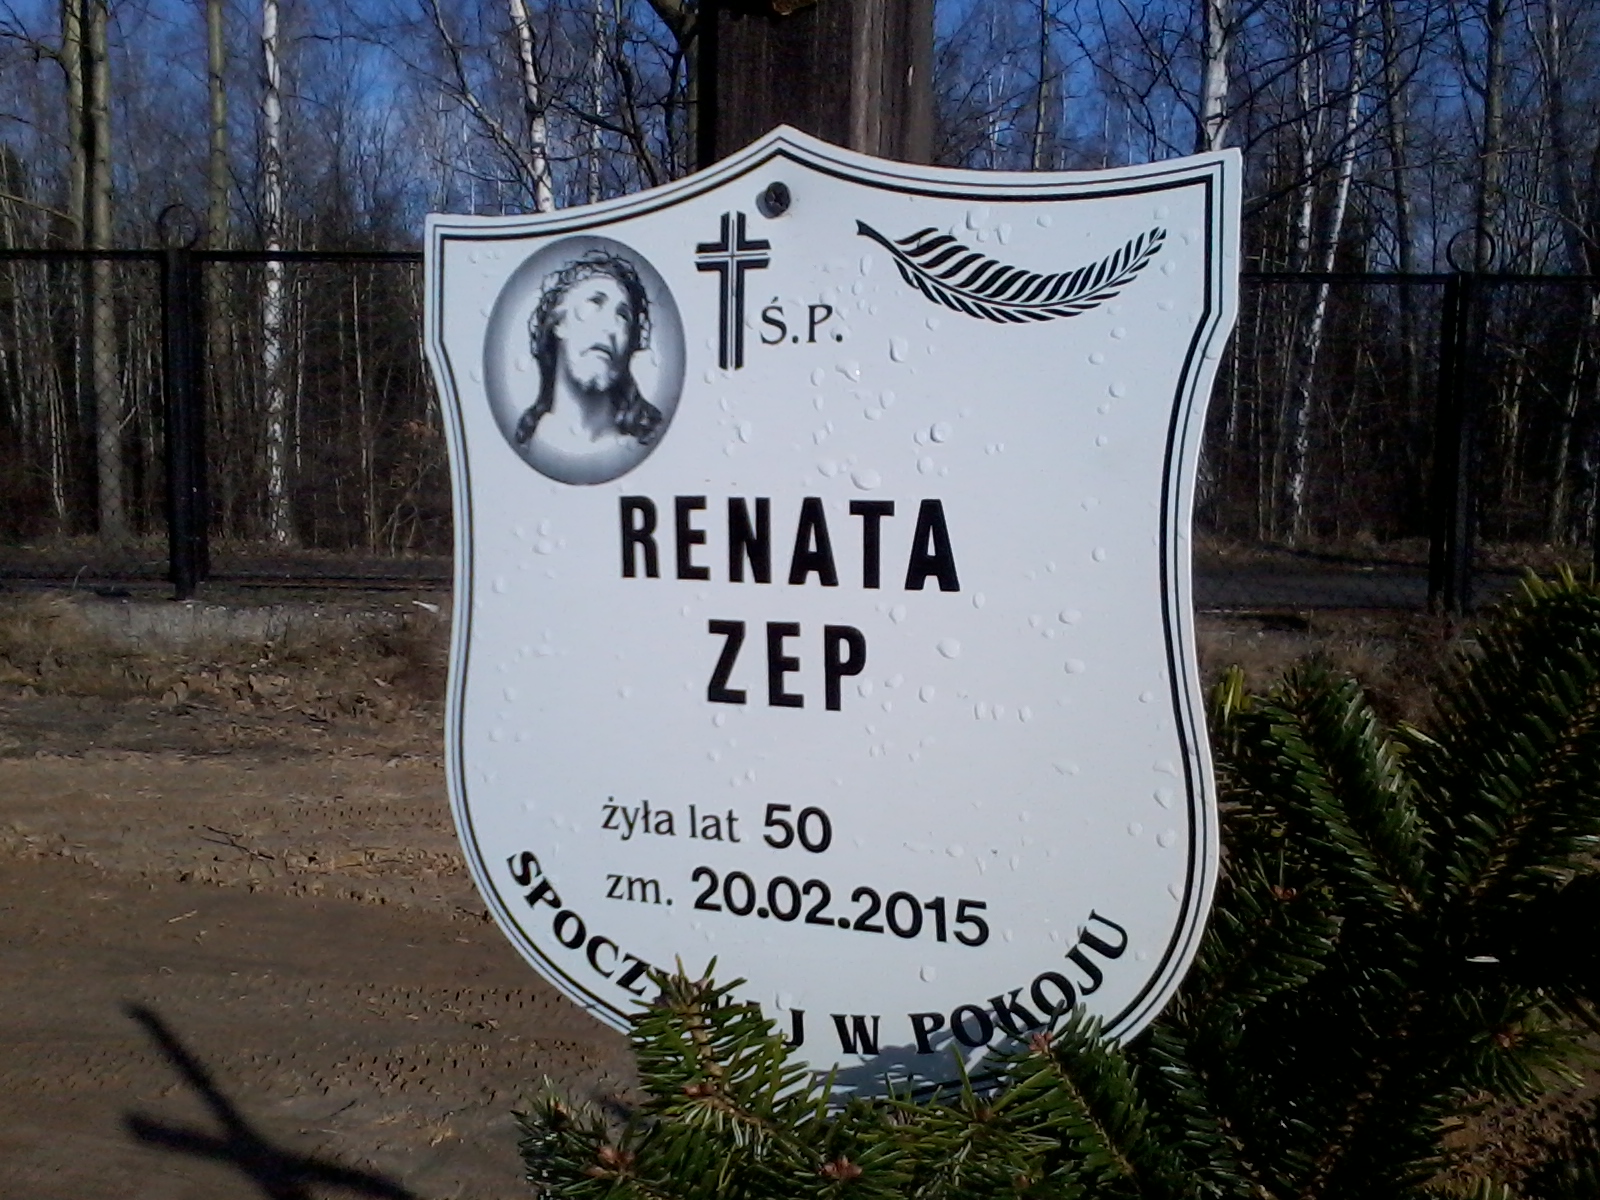 Ś.P.
RENATA
ZEP
żyła lat 50
zm. 20.02.2015
W POKOJU